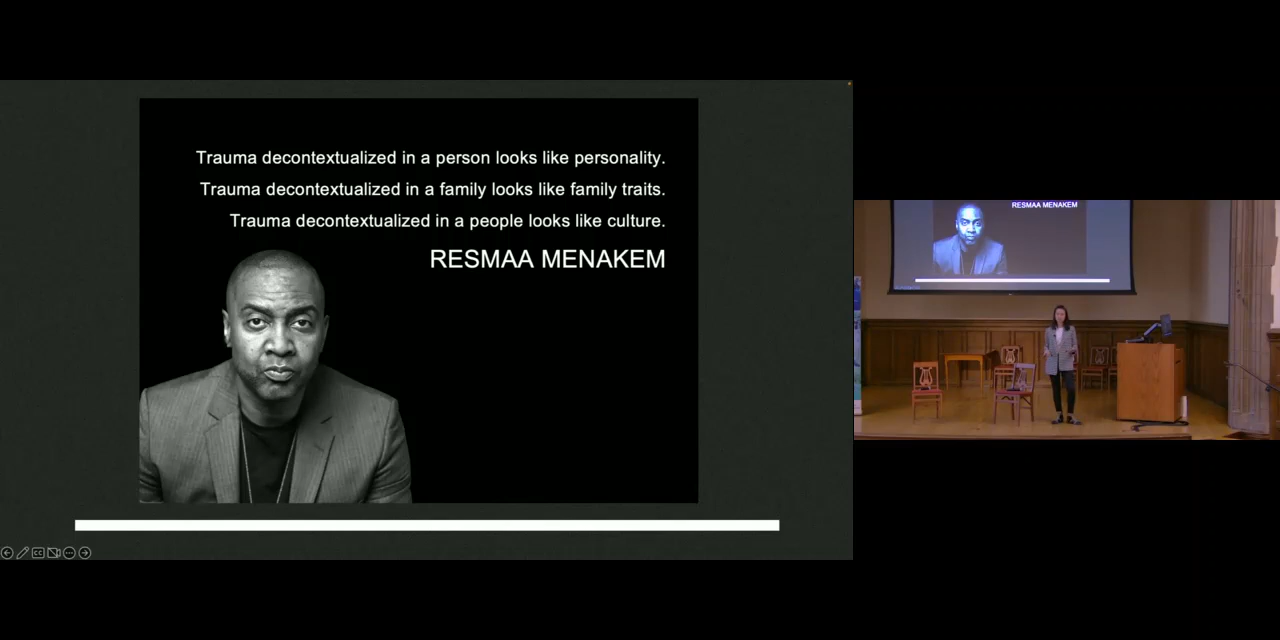 Trauma decontextualized in a person looks like personality.
Trauma decontextualized in a family looks like family traits.
Trauma decontextualized in a people looks like culture.
RESMAA MENAKEM
CC
RESMAA MENAKEM